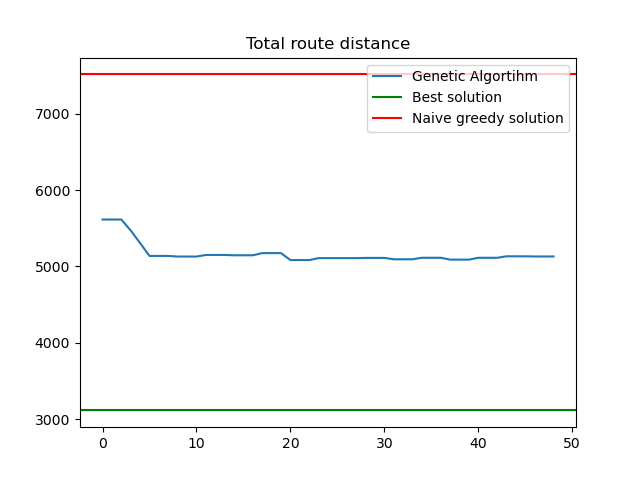 Total route distance
Genetic Algortihm
Best solution
Naive greedy solution
7000
6000
5000
4000
3000
0 10 20 30 40 50